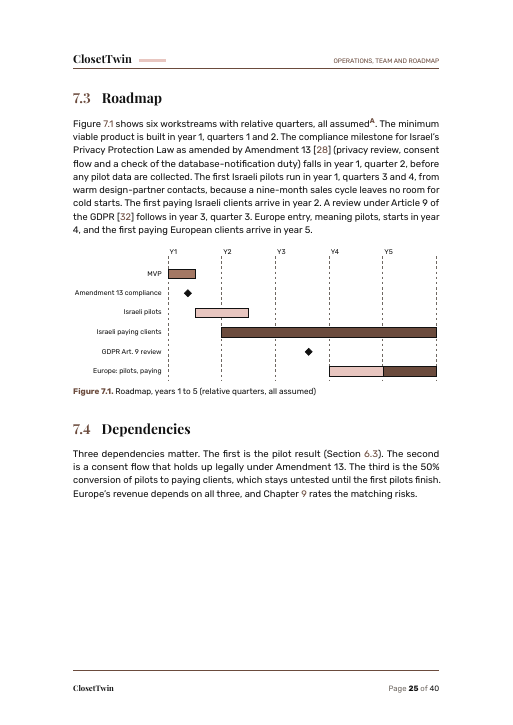 ClosetTwin
OPERATIONS, TEAM AND ROADMAP
7.3 Roadmap
Figure 7.1 shows six workstreams with relative quarters, all assumedᴬ. The minimum
viable product is built in year 1, quarters 1 and 2. The compliance milestone for Israel's
Privacy Protection Law as amended by Amendment 13 [28] (privacy review, consent
flow and a check of the database-notification duty) falls in year 1, quarter 2, before
any pilot data are collected. The first Israeli pilots run in year 1, quarters 3 and 4, from
warm design-partner contacts, because a nine-month sales cycle leaves no room for
cold starts. The first paying Israeli clients arrive in year 2. A review under Article 9 of
the GDPR [32] follows in year 3, quarter 3. Europe entry, meaning pilots, starts in year
4, and the first paying European clients arrive in year 5.
Y1 Y2 Y3 Y4 Y5
MVP
Amendment 13 compliance
Israeli pilots
Israeli paying clients
GDPR Art. 9 review
Europe: pilots, paying
Figure 7.1. Roadmap, years 1 to 5 (relative quarters, all assumed)
7.4 Dependencies
Three dependencies matter. The first is the pilot result (Section 6.3). The second
is a consent flow that holds up legally under Amendment 13. The third is the 50%
conversion of pilots to paying clients, which stays untested until the first pilots finish.
Europe's revenue depends on all three, and Chapter 9 rates the matching risks.
ClosetTwin
Page 25 of 40